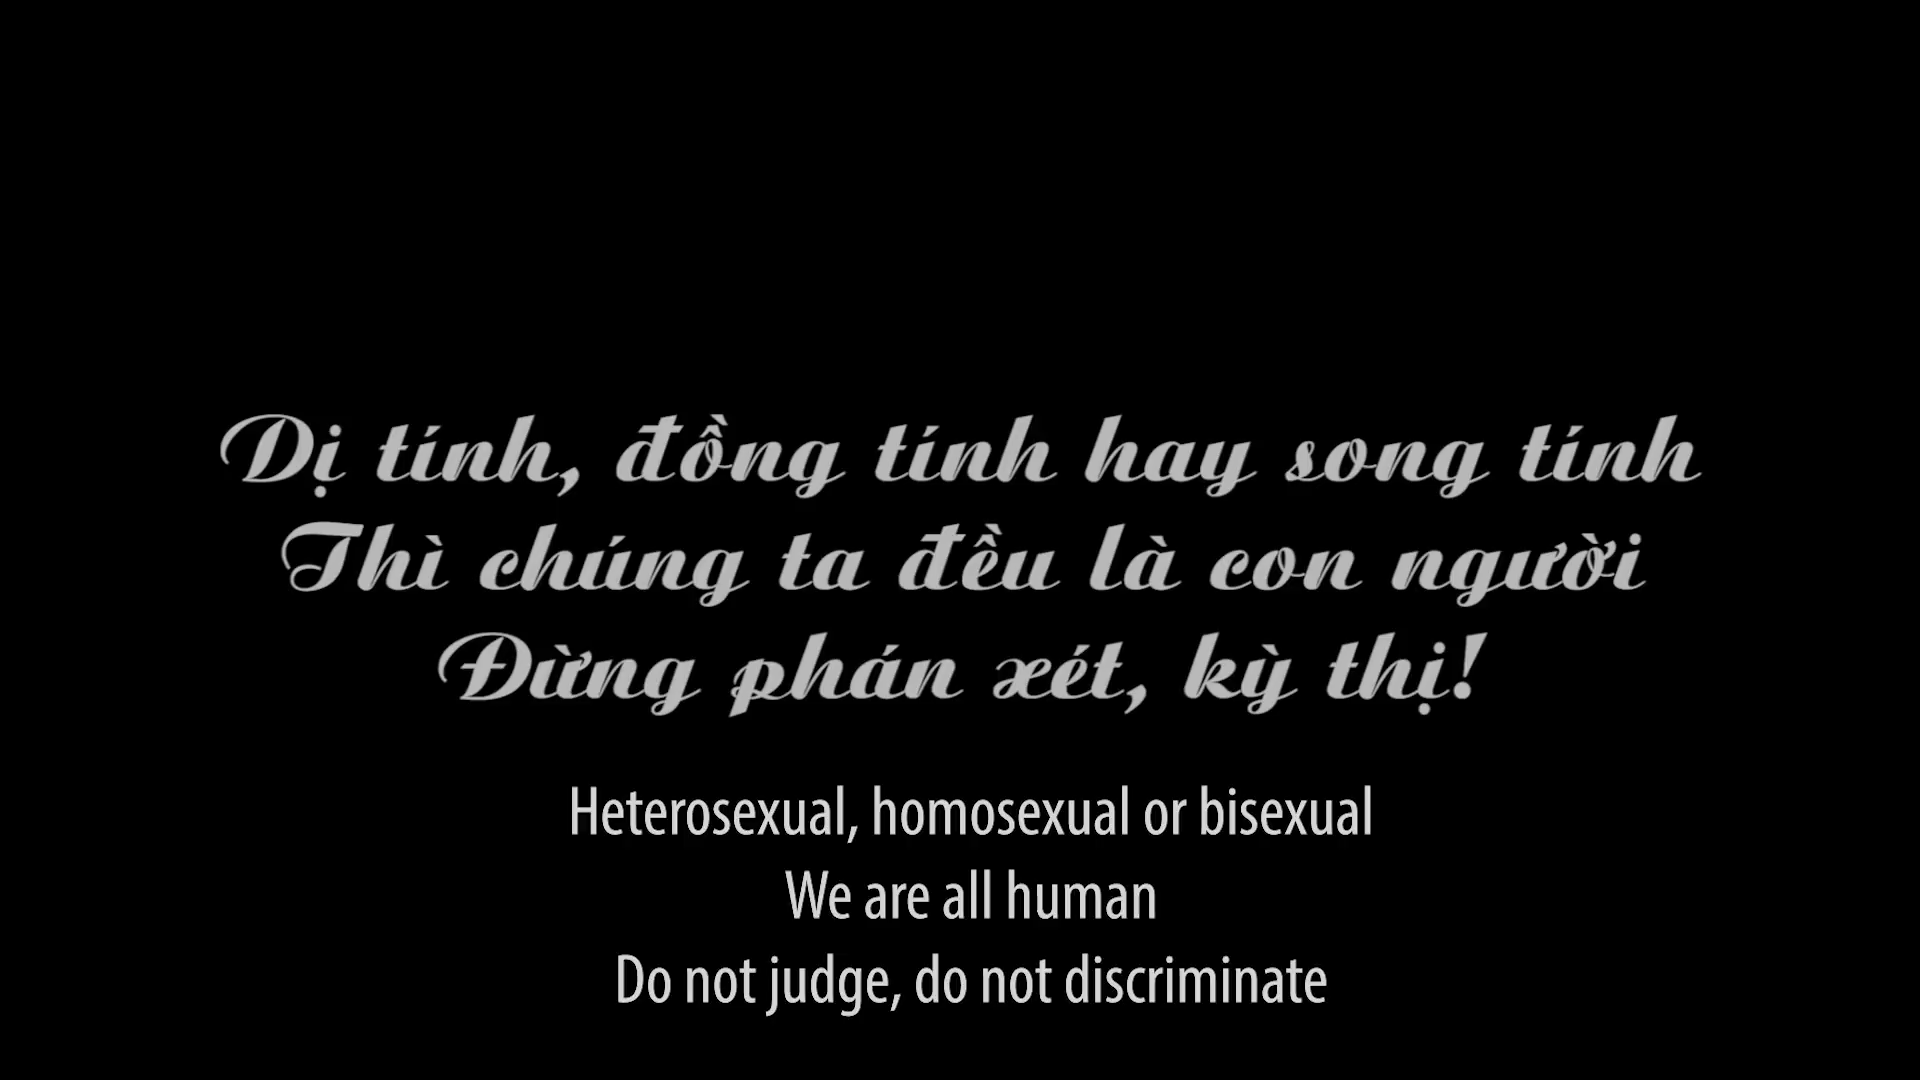 Dị tính, đồng tính hay song tính
Thì chúng ta đều là con người
Đừng phán xét, kỳ thị!
Heterosexual, homosexual or bisexual
We are all human
Do not judge, do not discriminate